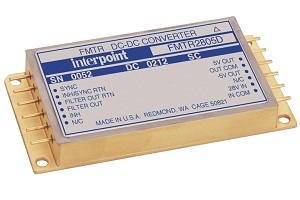 FMTR DC-DC CONVERTER
interpoint
FMTR2805D
SN 0052 DC 0212 SC
SYNC
INH/SYNC RTN
FILTER OUT RTN
FILTER OUT
INH
N/C
5V OUT
OUT COM
-5V OUT
N/C
28V IN
IN COM
MADE IN U.S.A. REDMOND, WA CAGE 50821